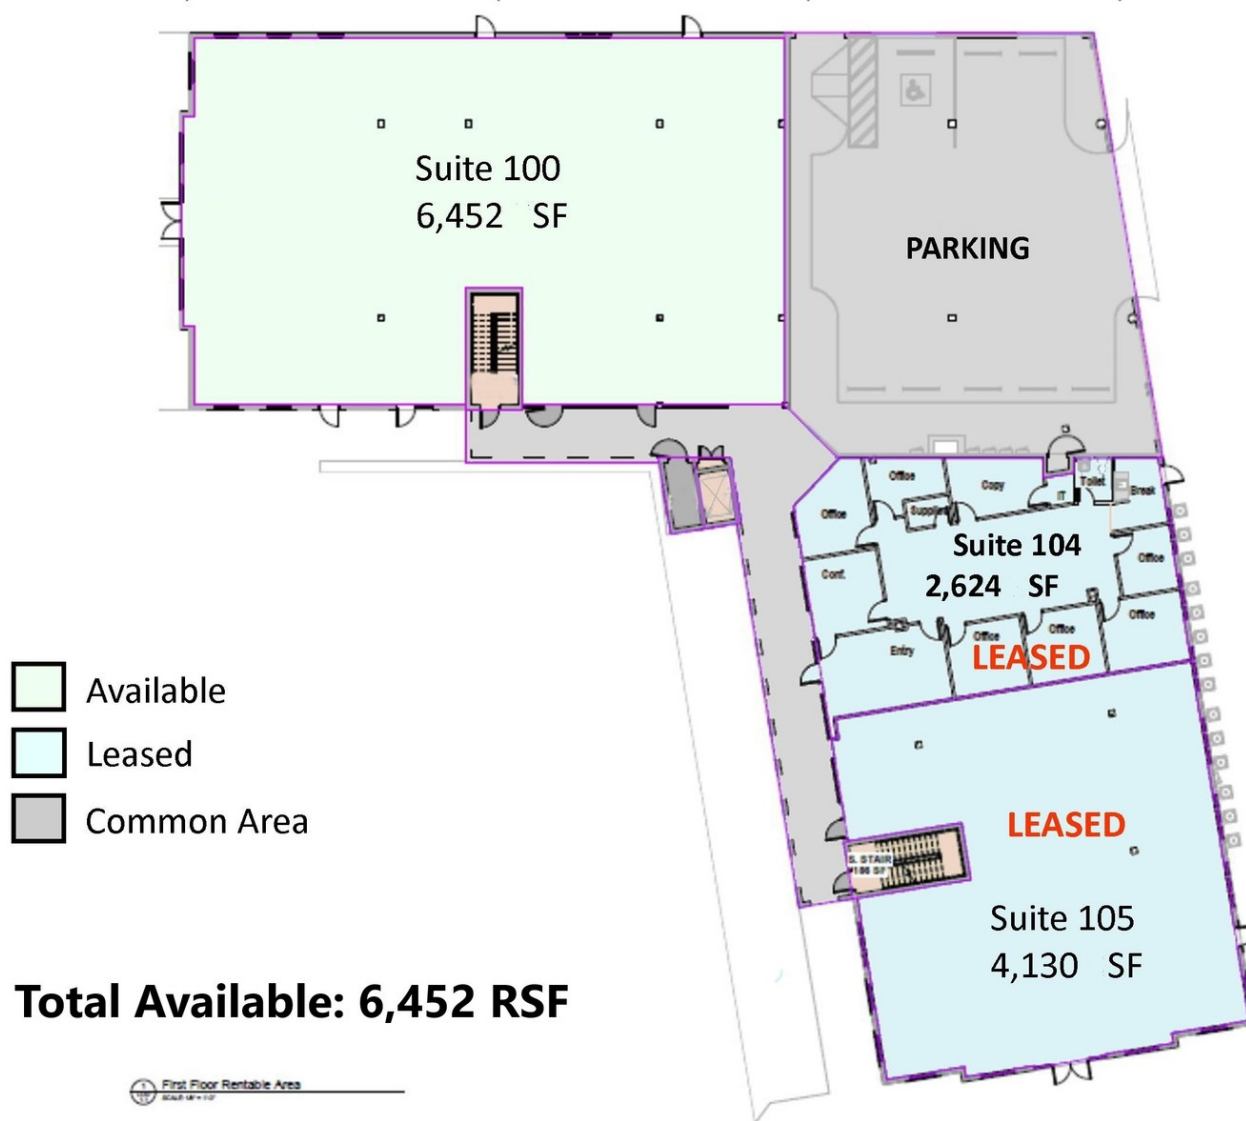 Suite 100
6,452 SF
PARKING
Office
Copy
IT
Toilet
Break
Office
Supplies
Suite 104
2,624 SF
Conf.
Office
Office
Entry
Office
Office
LEASED
Available
Leased
Common Area
LEASED
S. STAIR
Suite 105
4,130 SF
Total Available: 6,452 RSF
1
First Floor Rentable Area